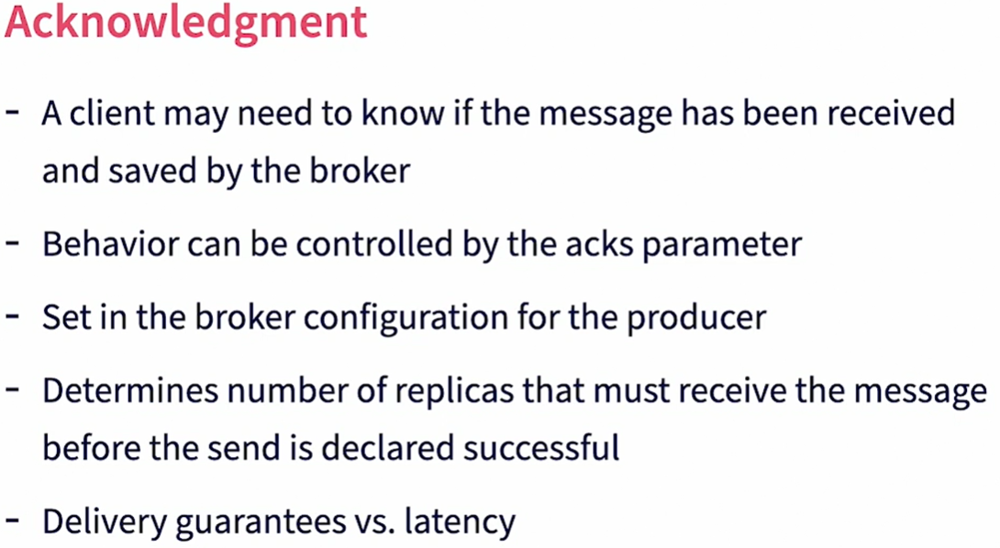 Acknowledgment
- A client may need to know if the message has been received
and saved by the broker
- Behavior can be controlled by the acks parameter
- Set in the broker configuration for the producer
- Determines number of replicas that must receive the message
before the send is declared successful
- Delivery guarantees vs. latency